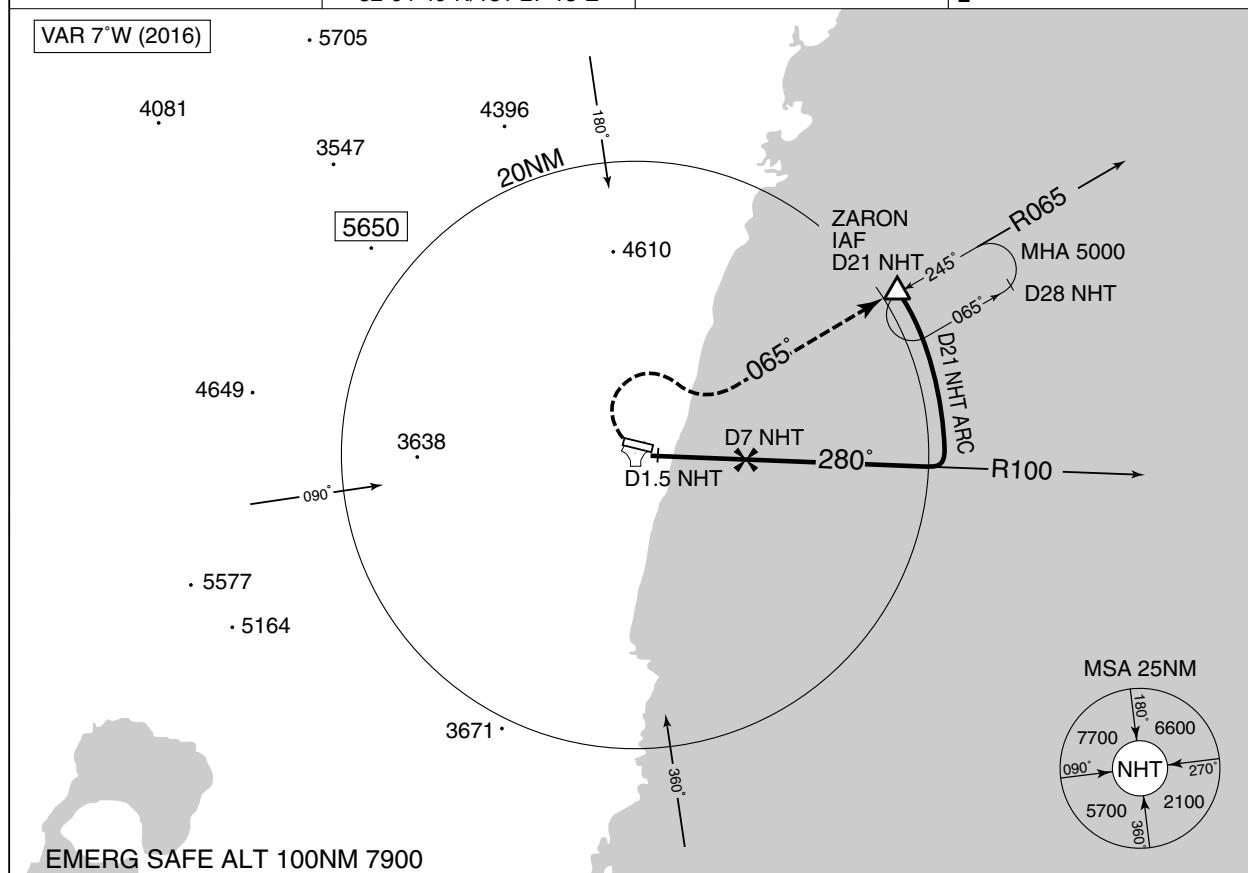 VAR 7°W (2016)
5705
4081
4396
180°
3547
20NM
5650
4610
ZARON
IAF
D21 NHT
R065
245°
MHA 5000
D28 NHT
065°
065°
D21 NHT ARC
4649
3638
D7 NHT
280°
R100
D1.5 NHT
090°
5577
5164
3671
360°
MSA 25NM
180°
7700
6600
090°
NHT
270°
5700
2100
360°
EMERG SAFE ALT 100NM 7900